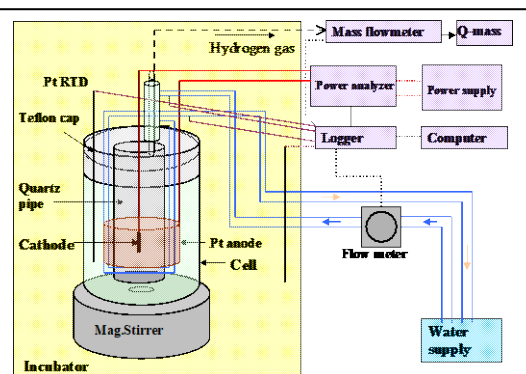 Mass flowmeter
Q-mass
Hydrogen gas
Pt RTD
Power analyzer
Power supply
Teflon cap
Logger
Computer
Quartz
pipe
Cathode
Pt anode
Cell
Flow meter
Mag.Stirrer
Water
supply
Incubator